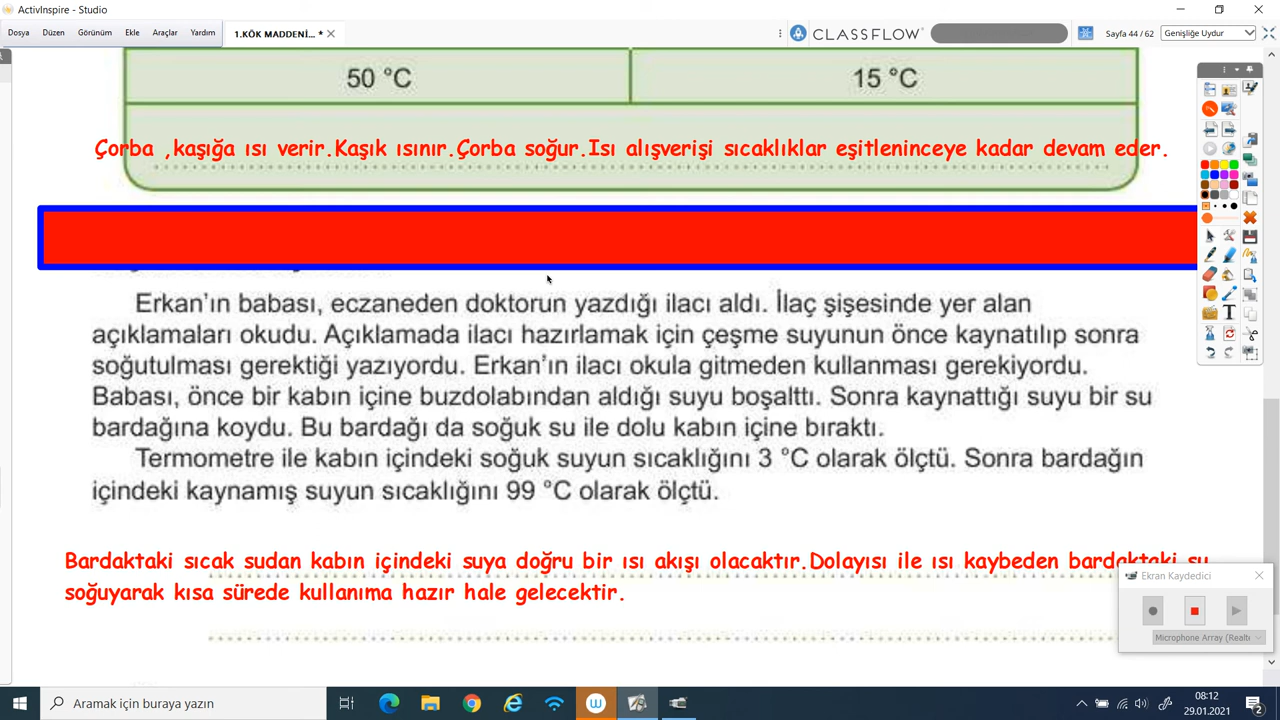 ActivInspire - Studio
Dosya Düzen Görünüm Ekle Araçlar Yardım 1.KÖK MADDENİ... * CLASSFLOW Sayfa 44 / 62 Genişliğe Uydur
50 °C 15 °C
Çorba ,kaşığa ısı verir.Kaşık ısınır.Çorba soğur.Isı alışverişi sıcaklıklar eşitleninceye kadar devam eder.
Erkan'ın babası, eczaneden doktorun yazdığı ilacı aldı. İlaç şişesinde yer alan
açıklamaları okudu. Açıklamada ilacı hazırlamak için çeşme suyunun önce kaynatılıp sonra
soğutulması gerektiği yazıyordu. Erkan'ın ilacı okula gitmeden kullanması gerekiyordu.
Babası, önce bir kabın içine buzdolabından aldığı suyu boşalttı. Sonra kaynattığı suyu bir su
bardağına koydu. Bu bardağı da soğuk su ile dolu kabın içine bıraktı.
Termometre ile kabın içindeki soğuk suyun sıcaklığını 3 °C olarak ölçtü. Sonra bardağın
içindeki kaynamış suyun sıcaklığını 99 °C olarak ölçtü.
Bardaktaki sıcak sudan kabın içindeki suya doğru bir ısı akışı olacaktır.Dolayısı ile ısı kaybeden bardaktaki su
soğuyarak kısa sürede kullanıma hazır hale gelecektir.
Ekran Kaydedici
Microphone Array (Realt
Aramak için buraya yazın
08:12
29.01.2021
2